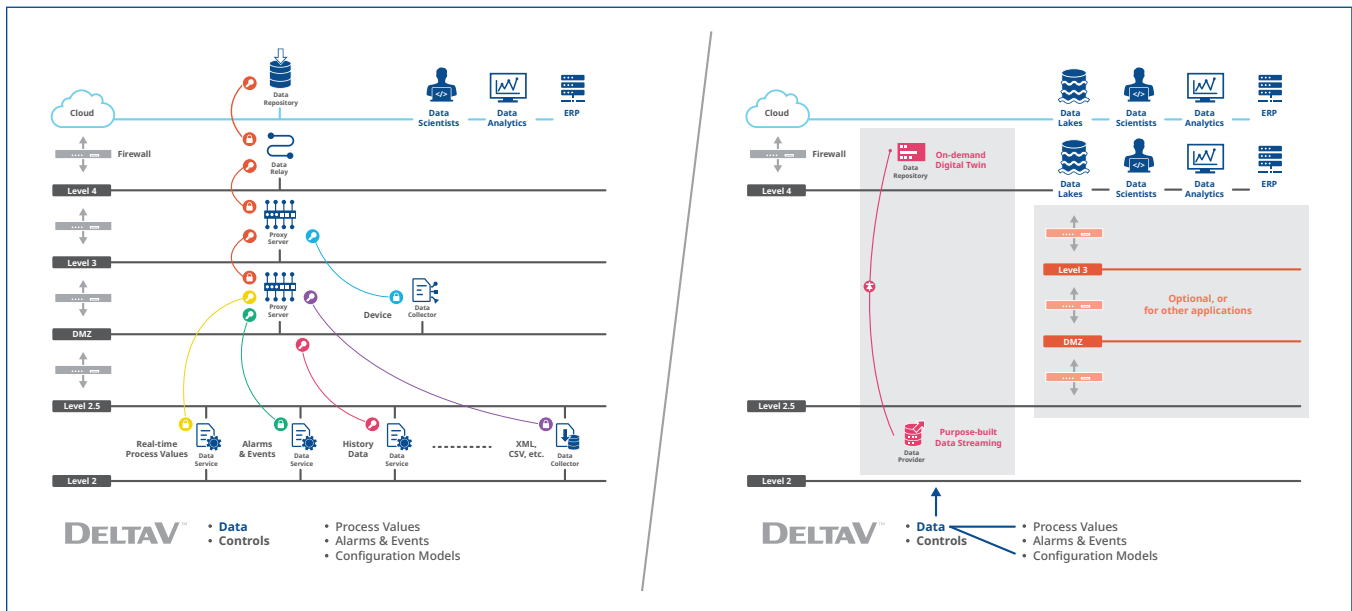 Data
Repository
Cloud
Data
Scientists
Data
Analytics
ERP
Firewall
Data
Relay
Level 4
Proxy
Server
Level 3
Proxy
Server
Device
Data
Collector
DMZ
Level 2.5
Real-time
Process Values
Data
Service
Alarms
& Events
Data
Service
History
Data
Data
Service
XML,
CSV, etc.
Data
Collector
Level 2
DELTAV™
• Data
• Controls
• Process Values
• Alarms & Events
• Configuration Models
Cloud
Data
Lakes
Data
Scientists
Data
Analytics
ERP
Firewall
Data
Repository
On-demand
Digital Twin
Level 4
Data
Lakes
Data
Scientists
Data
Analytics
ERP
Level 3
Optional, or
for other applications
DMZ
Level 2.5
Purpose-built
Data Streaming
Data
Provider
Level 2
DELTAV™
• Data
• Controls
• Process Values
• Alarms & Events
• Configuration Models